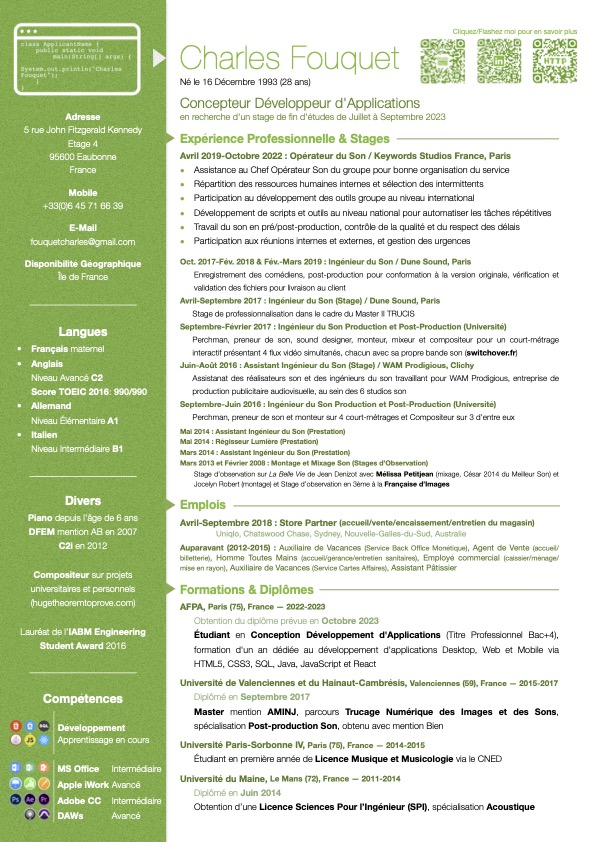 class ApplicantName {
public static void
main(String[] args) {
System.out.println("Charles
Fouquet");
}
}
Adresse
5 rue John Fitzgerald Kennedy
Etage 4
95600 Eaubonne
France
Mobile
+33(0)6 45 71 66 39
E-Mail
fouquetcharles@gmail.com
Disponibilité Géographique
Île de France
Langues
• Français maternel
• Anglais
Niveau Avancé C2
Score TOEIC 2016: 990/990
• Allemand
Niveau Élémentaire A1
• Italien
Niveau Intermédiaire B1
Divers
Piano depuis l'âge de 6 ans
DFEM mention AB en 2007
C2i en 2012
Compositeur sur projets
universitaires et personnels
(hugetheoremtoprove.com)
Lauréat de l'IABM Engineering
Student Award 2016
Compétences
SQL
JS
Développement
Apprentissage en cours
MS Office Intermédiaire
Apple iWork Avancé
Ps Ae Pr
Adobe CC Intermédiaire
DAWs Avancé
Cliquez/Flashez moi pour en savoir plus
in
HTTP
Charles Fouquet
Né le 16 Décembre 1993 (28 ans)
Concepteur Développeur d'Applications
en recherche d'un stage de fin d'études de Juillet à Septembre 2023
Expérience Professionnelle & Stages
Avril 2019-Octobre 2022 : Opérateur du Son / Keywords Studios France, Paris
• Assistance au Chef Opérateur Son du groupe pour bonne organisation du service
• Répartition des ressources humaines internes et sélection des intermittents
• Participation au développement des outils groupe au niveau international
• Développement de scripts et outils au niveau national pour automatiser les tâches répétitives
• Travail du son en pré/post-production, contrôle de la qualité et du respect des délais
• Participation aux réunions internes et externes, et gestion des urgences
Oct. 2017-Fév. 2018 & Fév.-Mars 2019 : Ingénieur du Son / Dune Sound, Paris
Enregistrement des comédiens, post-production pour conformation à la version originale, vérification et
validation des fichiers pour livraison au client
Avril-Septembre 2017 : Ingénieur du Son (Stage) / Dune Sound, Paris
Stage de professionnalisation dans le cadre du Master II TRUCIS
Septembre-Février 2017 : Ingénieur du Son Production et Post-Production (Université)
Perchman, preneur de son, sound designer, monteur, mixeur et compositeur pour un court-métrage
interactif présentant 4 flux vidéo simultanés, chacun avec sa propre bande son (switchover.fr)
Juin-Août 2016 : Assistant Ingénieur du Son (Stage) / WAM Prodigious, Clichy
Assistanat des réalisateurs son et des ingénieurs du son travaillant pour WAM Prodigious, entreprise de
production publicitaire audiovisuelle, au sein des 6 studios son
Septembre-Juin 2016 : Ingénieur du Son Production et Post-Production (Université)
Perchman, preneur de son et monteur sur 4 court-métrages et Compositeur sur 3 d'entre eux
Mai 2014 : Assistant Ingénieur du Son (Prestation)
Mai 2014 : Régisseur Lumière (Prestation)
Mars 2014 : Assistant Ingénieur du Son (Prestation)
Mars 2013 et Février 2008 : Montage et Mixage Son (Stages d'Observation)
Stage d'observation sur La Belle Vie de Jean Denizot avec Mélissa Petitjean (mixage, César 2014 du Meilleur Son) et
Jocelyn Robert (montage) et Stage d'observation en 3ème à la Française d'Images
Emplois
Avril-Septembre 2018 : Store Partner (accueil/vente/encaissement/entretien du magasin)
Uniqlo, Chatswood Chase, Sydney, Nouvelle-Galles-du-Sud, Australie
Auparavant (2012-2015) : Auxiliaire de Vacances (Service Back Office Monétique), Agent de Vente (accueil/
billetterie), Homme Toutes Mains (accueil/gérance/sanitaires/entretien), Employé commercial (caissier/ménage/
mise en rayon), Auxiliaire de Vacances (Service Cartes Affaires), Assistant Pâtissier
Formations & Diplômes
AFPA, Paris (75), France — 2022-2023
Obtention du diplôme prévue en Octobre 2023
Étudiant en Conception Développement d'Applications (Titre Professionnel Bac+4),
formation d'un an dédiée au développement d'applications Desktop, Web et Mobile via
HTML5, CSS3, SQL, Java, JavaScript et React
Université de Valenciennes et du Hainaut-Cambrésis, Valenciennes (59), France — 2015-2017
Diplômé en Septembre 2017
Master mention AMINJ, parcours Trucage Numérique des Images et des Sons,
spécialisation Post-production Son, obtenu avec mention Bien
Université Paris-Sorbonne IV, Paris (75), France — 2014-2015
Étudiant en première année de Licence Musique et Musicologie via le CNED
Université du Maine, Le Mans (72), France — 2011-2014
Diplômé en Juin 2014
Obtention d'une Licence Sciences Pour l'Ingénieur (SPI), spécialisation Acoustique